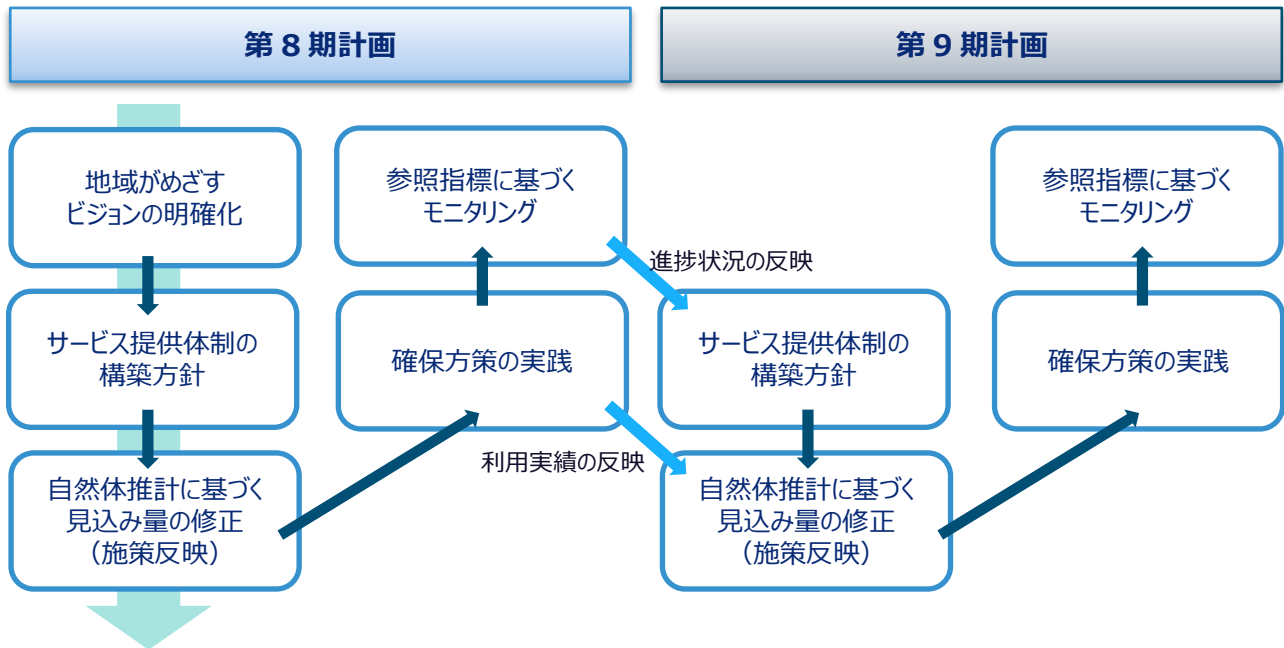 第8期計画
第9期計画
地域がめざす
ビジョンの明確化
サービス提供体制の
構築方針
自然体推計に基づく
見込み量の修正
（施策反映）
参照指標に基づく
モニタリング
確保方策の実践
進捗状況の反映
利用実績の反映
サービス提供体制の
構築方針
自然体推計に基づく
見込み量の修正
（施策反映）
参照指標に基づく
モニタリング
確保方策の実践